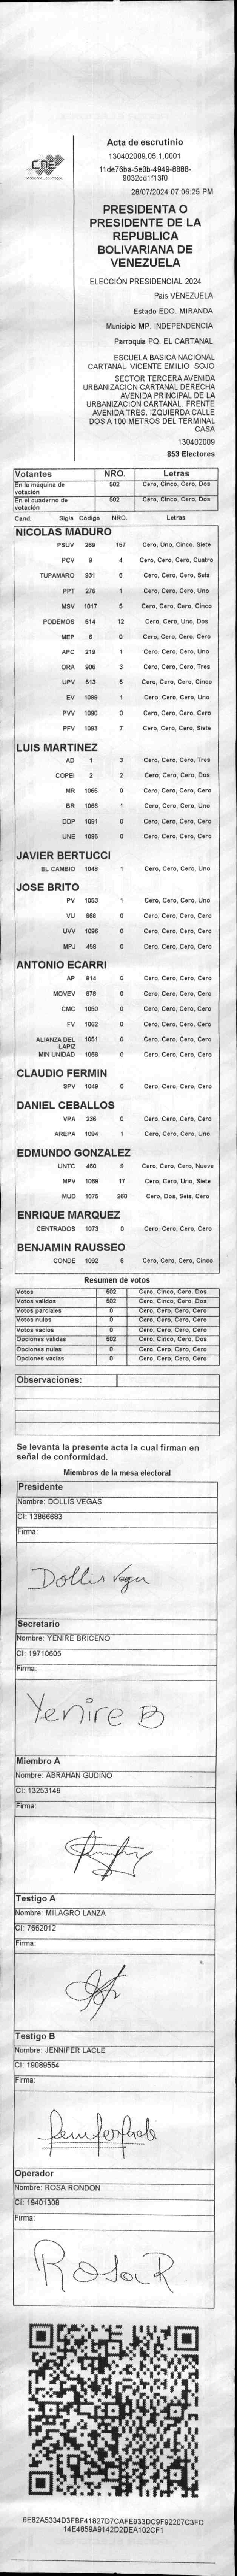 CNE
Acta de escrutinio
130402009.05.1.0001
11de76ba-5e0b-4949-8888-
9032cd1f13f0
28/07/2024 07:06:25 PM
PRESIDENTA O
PRESIDENTE DE LA
REPUBLICA
BOLIVARIANA DE
VENEZUELA
ELECCIÓN PRESIDENCIAL 2024
País VENEZUELA
Estado EDO. MIRANDA
Municipio MP. INDEPENDENCIA
Parroquia PQ. EL CARTANAL
ESCUELA BASICA NACIONAL
CARTANAL VICENTE EMILIO SOJO
SECTOR TERCERA AVENIDA
URBANIZACION CARTANAL DERECHA
AVENIDA PRINCIPAL DE LA
URBANIZACION CARTANAL. FRENTE
AVENIDA TRES. IZQUIERDA CALLE
DOS A 100 METROS DEL TERMINAL
CASA
130402009
853 Electores
Votantes NRO. Letras
En la máquina de votación 502 Cero, Cinco, Cero, Dos
En el cuaderno de votación 502 Cero, Cinco, Cero, Dos
Cand. Sigla Código NRO. Letras
NICOLAS MADURO
PSUV 269 157 Cero, Uno, Cinco, Siete
PCV 9 4 Cero, Cero, Cero, Cuatro
TUPAMARO 931 6 Cero, Cero, Cero, Seis
PPT 275 1 Cero, Cero, Cero, Uno
MSV 1017 5 Cero, Cero, Cero, Cinco
PODEMOS 514 12 Cero, Cero, Uno, Dos
MEP 6 0 Cero, Cero, Cero, Cero
APC 219 1 Cero, Cero, Cero, Uno
ORA 906 3 Cero, Cero, Cero, Tres
UPV 513 5 Cero, Cero, Cero, Cinco
EV 1099 1 Cero, Cero, Cero, Uno
PVV 1090 0 Cero, Cero, Cero, Cero
PFV 1093 7 Cero, Cero, Cero, Siete
LUIS MARTINEZ
AD 1 3 Cero, Cero, Cero, Tres
COPEI 2 2 Cero, Cero, Cero, Dos
MR 1065 0 Cero, Cero, Cero, Cero
BR 1066 1 Cero, Cero, Cero, Uno
DDP 1091 0 Cero, Cero, Cero, Cero
UNE 1095 0 Cero, Cero, Cero, Cero
JAVIER BERTUCCI
EL CAMBIO 1048 1 Cero, Cero, Cero, Uno
JOSE BRITO
PV 1053 1 Cero, Cero, Cero, Uno
VU 868 0 Cero, Cero, Cero, Cero
UVV 1096 0 Cero, Cero, Cero, Cero
MPJ 456 0 Cero, Cero, Cero, Cero
ANTONIO ECARRI
AP 914 0 Cero, Cero, Cero, Cero
MOVEV 978 0 Cero, Cero, Cero, Cero
CMC 1050 0 Cero, Cero, Cero, Cero
FV 1062 0 Cero, Cero, Cero, Cero
ALIANZA DEL LAPIZ 1051 0 Cero, Cero, Cero, Cero
MIN UNIDAD 1068 0 Cero, Cero, Cero, Cero
CLAUDIO FERMIN
SPV 1049 0 Cero, Cero, Cero, Cero
DANIEL CEBALLOS
VPA 236 0 Cero, Cero, Cero, Cero
AREPA 1094 1 Cero, Cero, Cero, Uno
EDMUNDO GONZALEZ
UNTC 480 9 Cero, Cero, Cero, Nueve
MPV 1069 17 Cero, Cero, Uno, Siete
MUD 1075 260 Cero, Dos, Seis, Cero
ENRIQUE MARQUEZ
CENTRADOS 1073 0 Cero, Cero, Cero, Cero
BENJAMIN RAUSSEO
CONDE 1092 5 Cero, Cero, Cero, Cinco
Resumen de votos
Votos 502 Cero, Cinco, Cero, Dos
Votos validos 502 Cero, Cinco, Cero, Dos
Votos parciales 0 Cero, Cero, Cero, Cero
Votos nulos 0 Cero, Cero, Cero, Cero
Votos vacios 0 Cero, Cero, Cero, Cero
Opciones validas 502 Cero, Cinco, Cero, Dos
Opciones nulas 0 Cero, Cero, Cero, Cero
Opciones vacias 0 Cero, Cero, Cero, Cero
Observaciones:
Se levanta la presente acta la cual firman en
señal de conformidad.
Miembros de la mesa electoral
Presidente
Nombre: DOLLIS VEGAS
CI: 13866683
Firma:
Dollis Vegas
Secretario
Nombre: YENIRE BRICEÑO
CI: 19710605
Firma:
Yenire B
Miembro A
Nombre: ABRAHAN GUDIÑO
CI: 13253149
Firma:
Testigo A
Nombre: MILAGRO LANZA
CI: 7662012
Firma:
Testigo B
Nombre: JENNIFER LACLE
CI: 19089554
Firma:
Operador
Nombre: ROSA RONDON
CI: 19401308
Firma:
Rosa R
6E82A5334D3FBF41827D7CAFE933DC9F92207C3FC
14E4859A9142D2DEA102CF1